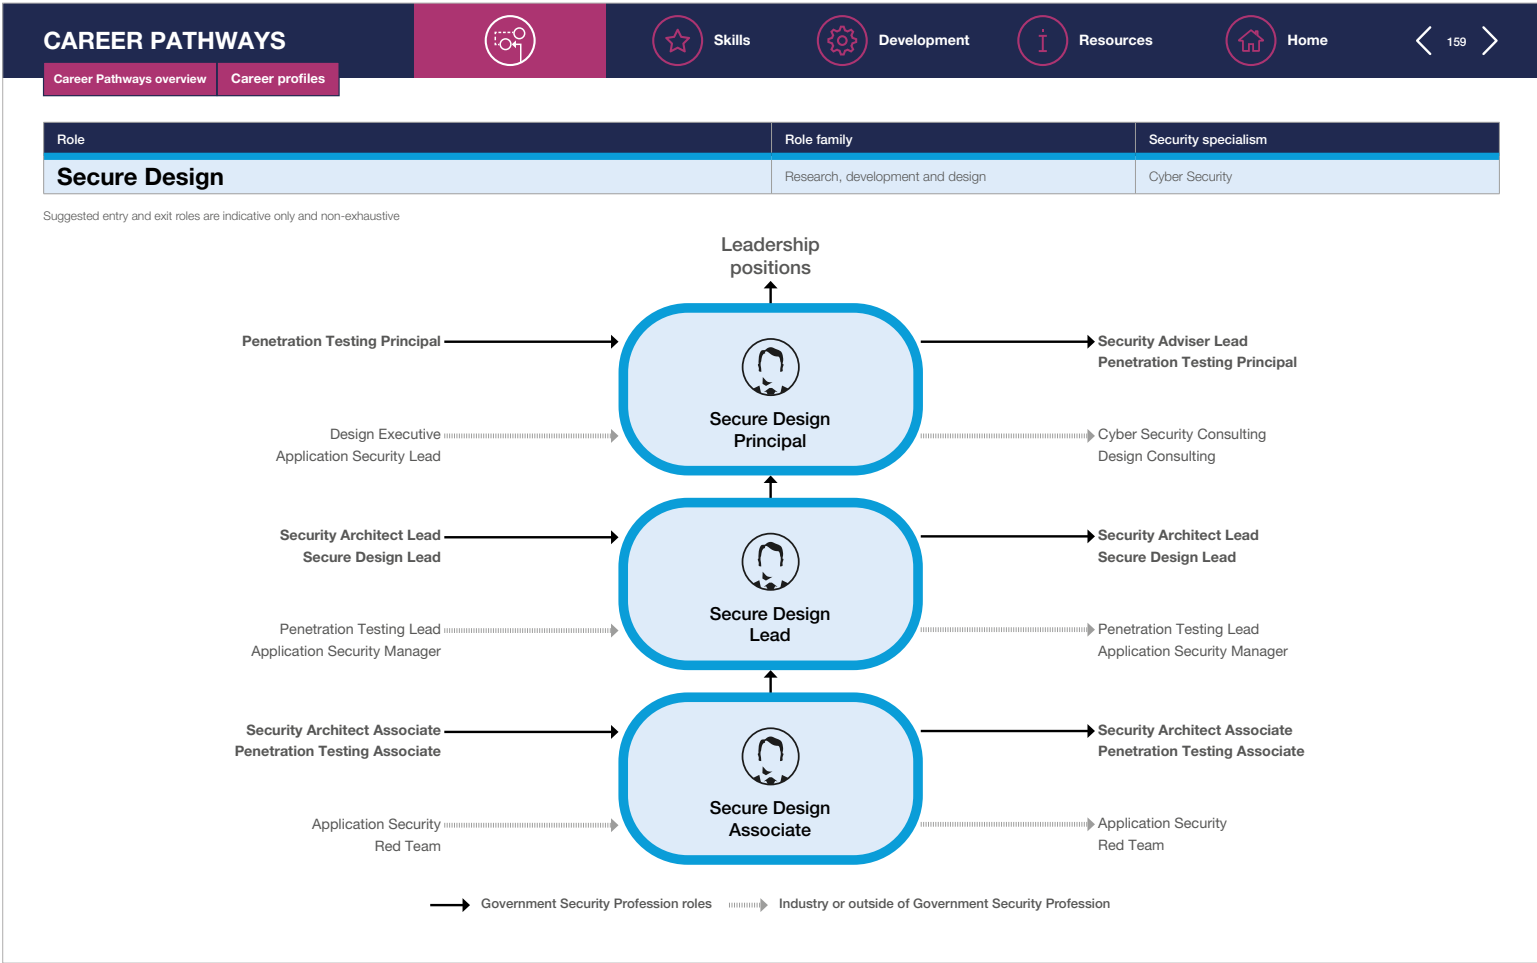 CAREER PATHWAYS
Skills
Development
Resources
Home
159
Career Pathways overview
Career profiles
Role
Role family
Security specialism
Secure Design
Research, development and design
Cyber Security
Suggested entry and exit roles are indicative only and non-exhaustive
Leadership
positions
Penetration Testing Principal
Security Adviser Lead
Penetration Testing Principal
Secure Design
Principal
Design Executive
Application Security Lead
Cyber Security Consulting
Design Consulting
Security Architect Lead
Secure Design Lead
Security Architect Lead
Secure Design Lead
Secure Design
Lead
Penetration Testing Lead
Application Security Manager
Penetration Testing Lead
Application Security Manager
Security Architect Associate
Penetration Testing Associate
Security Architect Associate
Penetration Testing Associate
Secure Design
Associate
Application Security
Red Team
Application Security
Red Team
Government Security Profession roles
Industry or outside of Government Security Profession